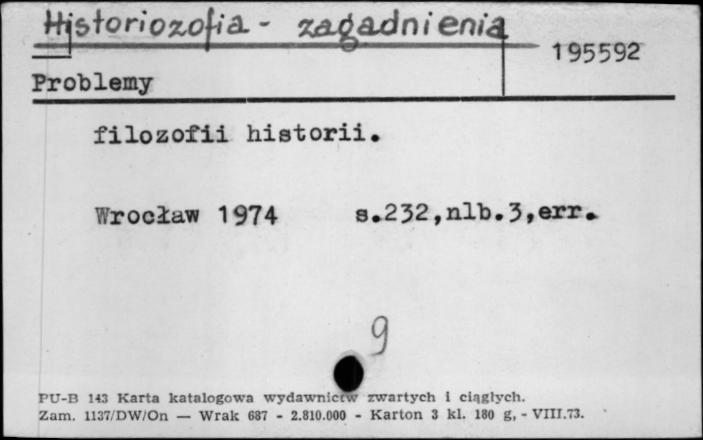 Historiozofia - zagadnienia
195592
Problemy
filozofii historii.
Wrocław 1974 s.232,nlb.3,err.
9
PU-B 143 Karta katalogowa wydawnictw zwartych i ciągłych.
Zam. 1137/DW/On — Wrak 687 - 2.810.000 - Karton 3 kl. 180 g, - VIII.73.